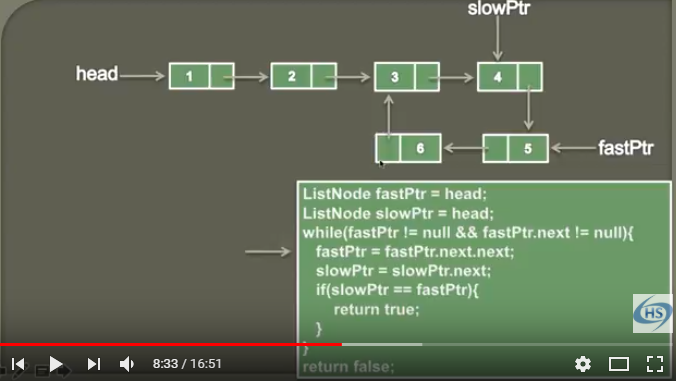 slowPtr
head
1
2
3
4
6
5
fastPtr
ListNode fastPtr = head;
ListNode slowPtr = head;
while(fastPtr != null && fastPtr.next != null){
fastPtr = fastPtr.next.next;
slowPtr = slowPtr.next;
if(slowPtr == fastPtr){
return true;
}
HS
}
8:33 / 16:51
return false;